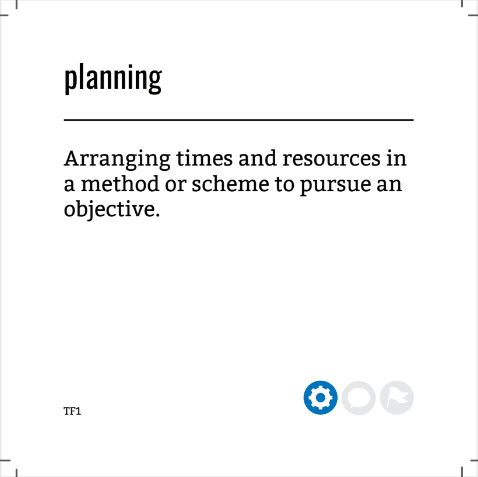 planning
Arranging times and resources in
a method or scheme to pursue an
objective.
TF1